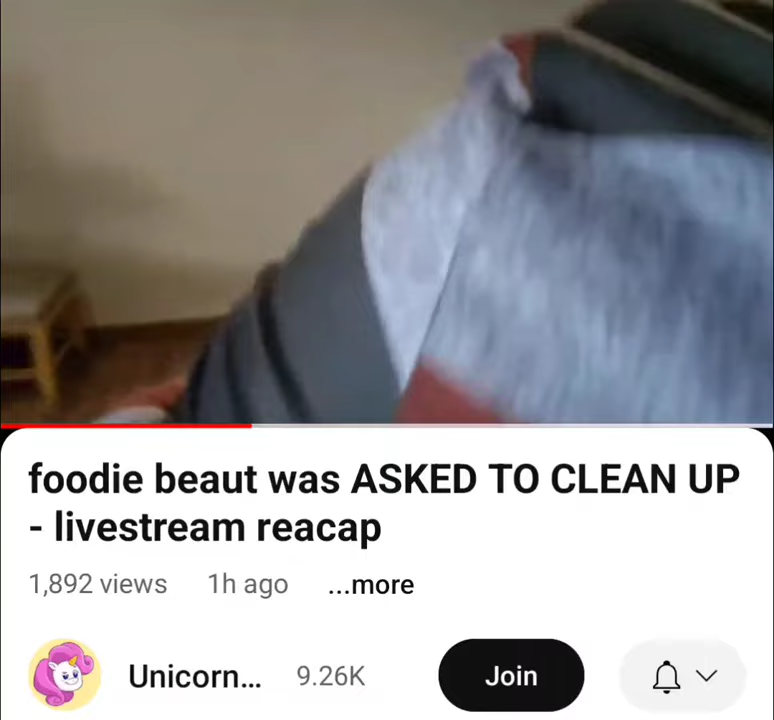 foodie beaut was ASKED TO CLEAN UP
- livestream reacap
1,892 views 1h ago ...more
Unicorn... 9.26K Join